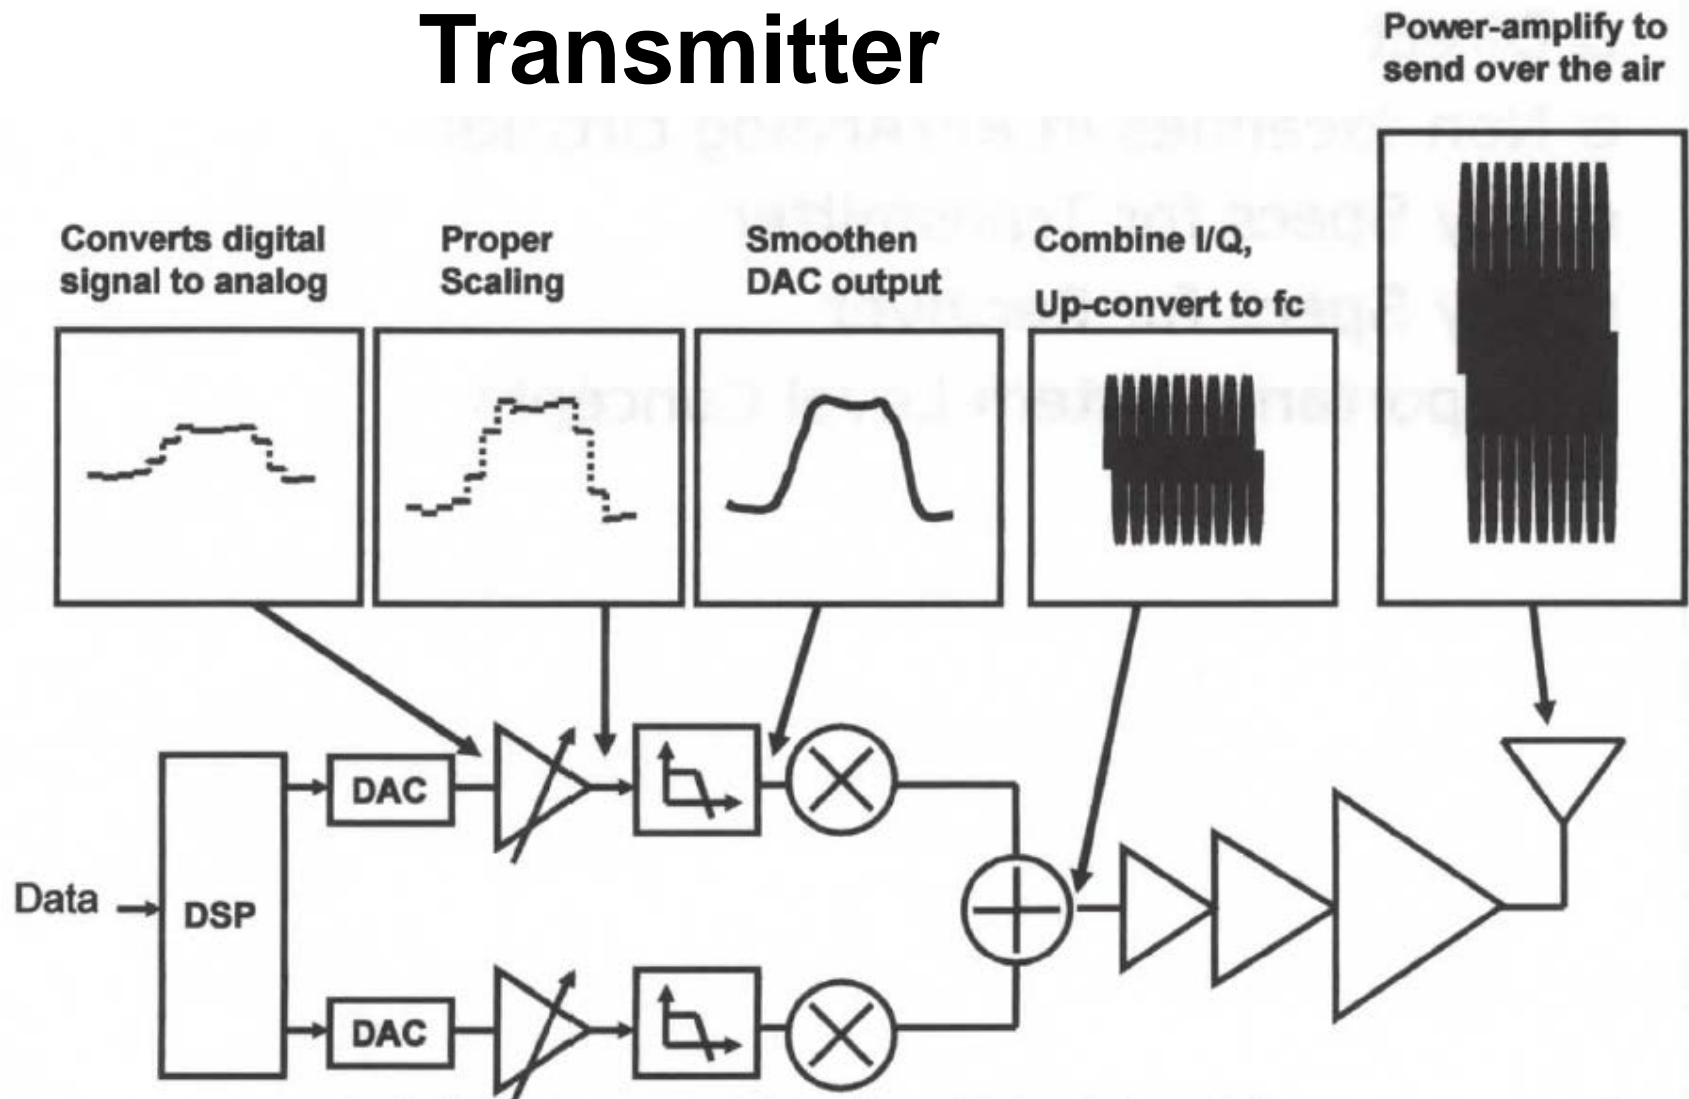 Transmitter
Power-amplify to
send over the air
Converts digital
signal to analog
Proper
Scaling
Smoothen
DAC output
Combine I/Q,
Up-convert to fc
DAC
Data
DSP
DAC